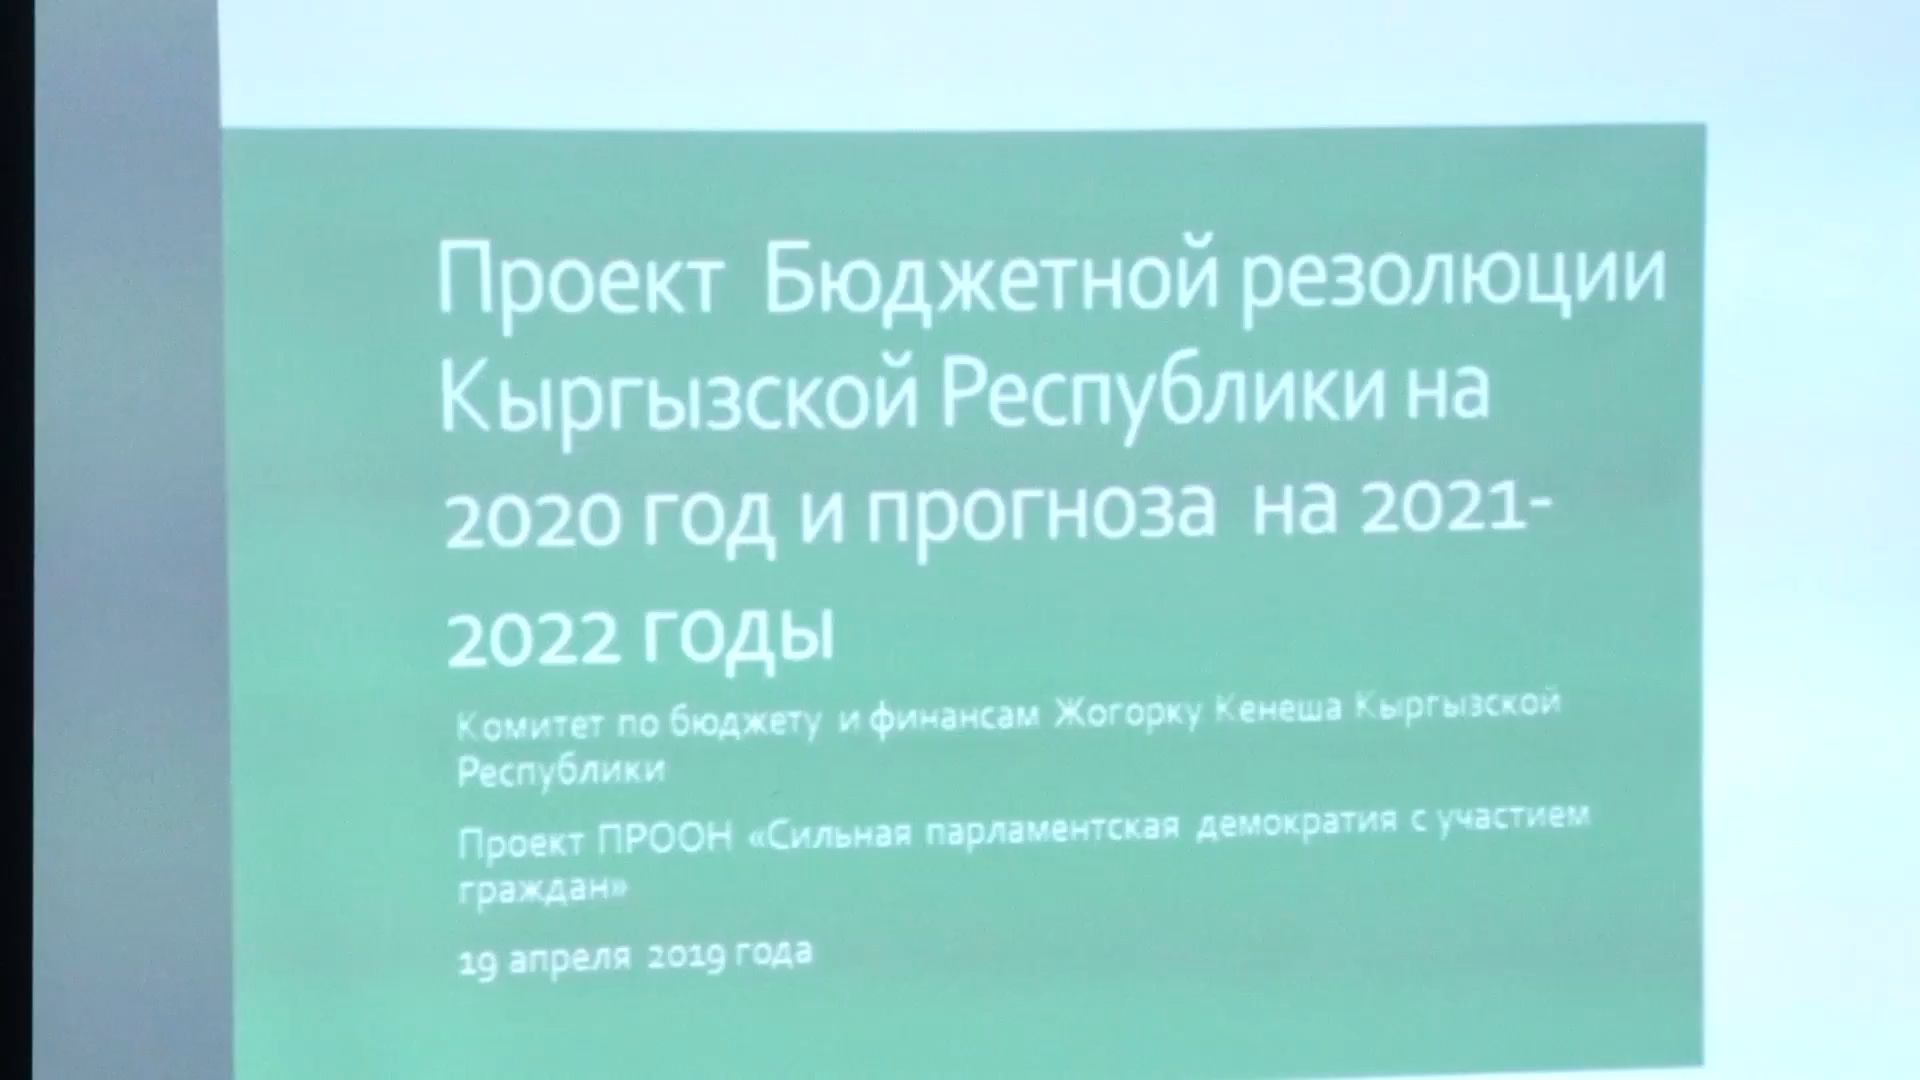 Проект Бюджетной резолюции
Кыргызской Республики на
2020 год и прогноза на 2021-
2022 годы
Комитет по бюджету и финансам Жогорку Кенеша Кыргызской
Республики
Проект ПРООН «Сильная парламентская демократия с участием
граждан»
19 апреля 2019 года